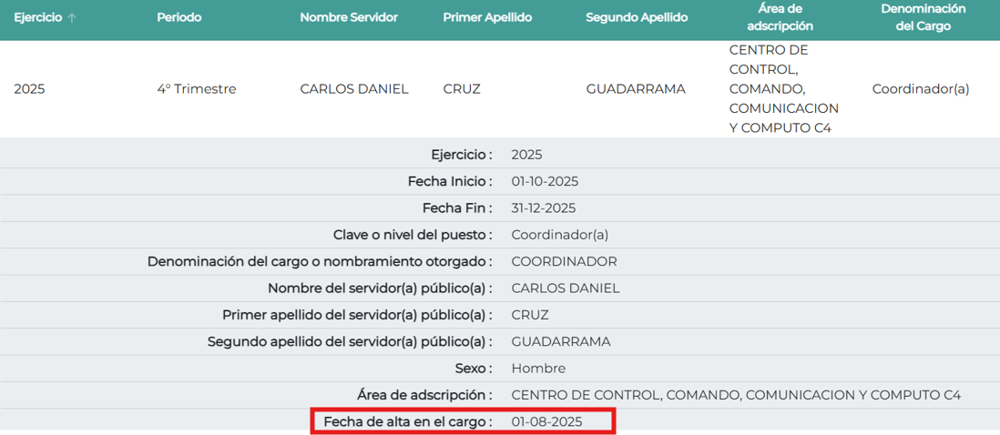 Ejercicio ↑ Periodo Nombre Servidor Primer Apellido Segundo Apellido Área de adscripción Denominación del Cargo
2025 4° Trimestre CARLOS DANIEL CRUZ GUADARRAMA CENTRO DE CONTROL, COMANDO, COMUNICACION Y COMPUTO C4 Coordinador(a)
Ejercicio : 2025
Fecha Inicio : 01-10-2025
Fecha Fin : 31-12-2025
Clave o nivel del puesto : Coordinador(a)
Denominación del cargo o nombramiento otorgado : COORDINADOR
Nombre del servidor(a) público(a) : CARLOS DANIEL
Primer apellido del servidor(a) público(a) : CRUZ
Segundo apellido del servidor(a) público(a) : GUADARRAMA
Sexo : Hombre
Área de adscripción : CENTRO DE CONTROL, COMANDO, COMUNICACION Y COMPUTO C4
Fecha de alta en el cargo : 01-08-2025